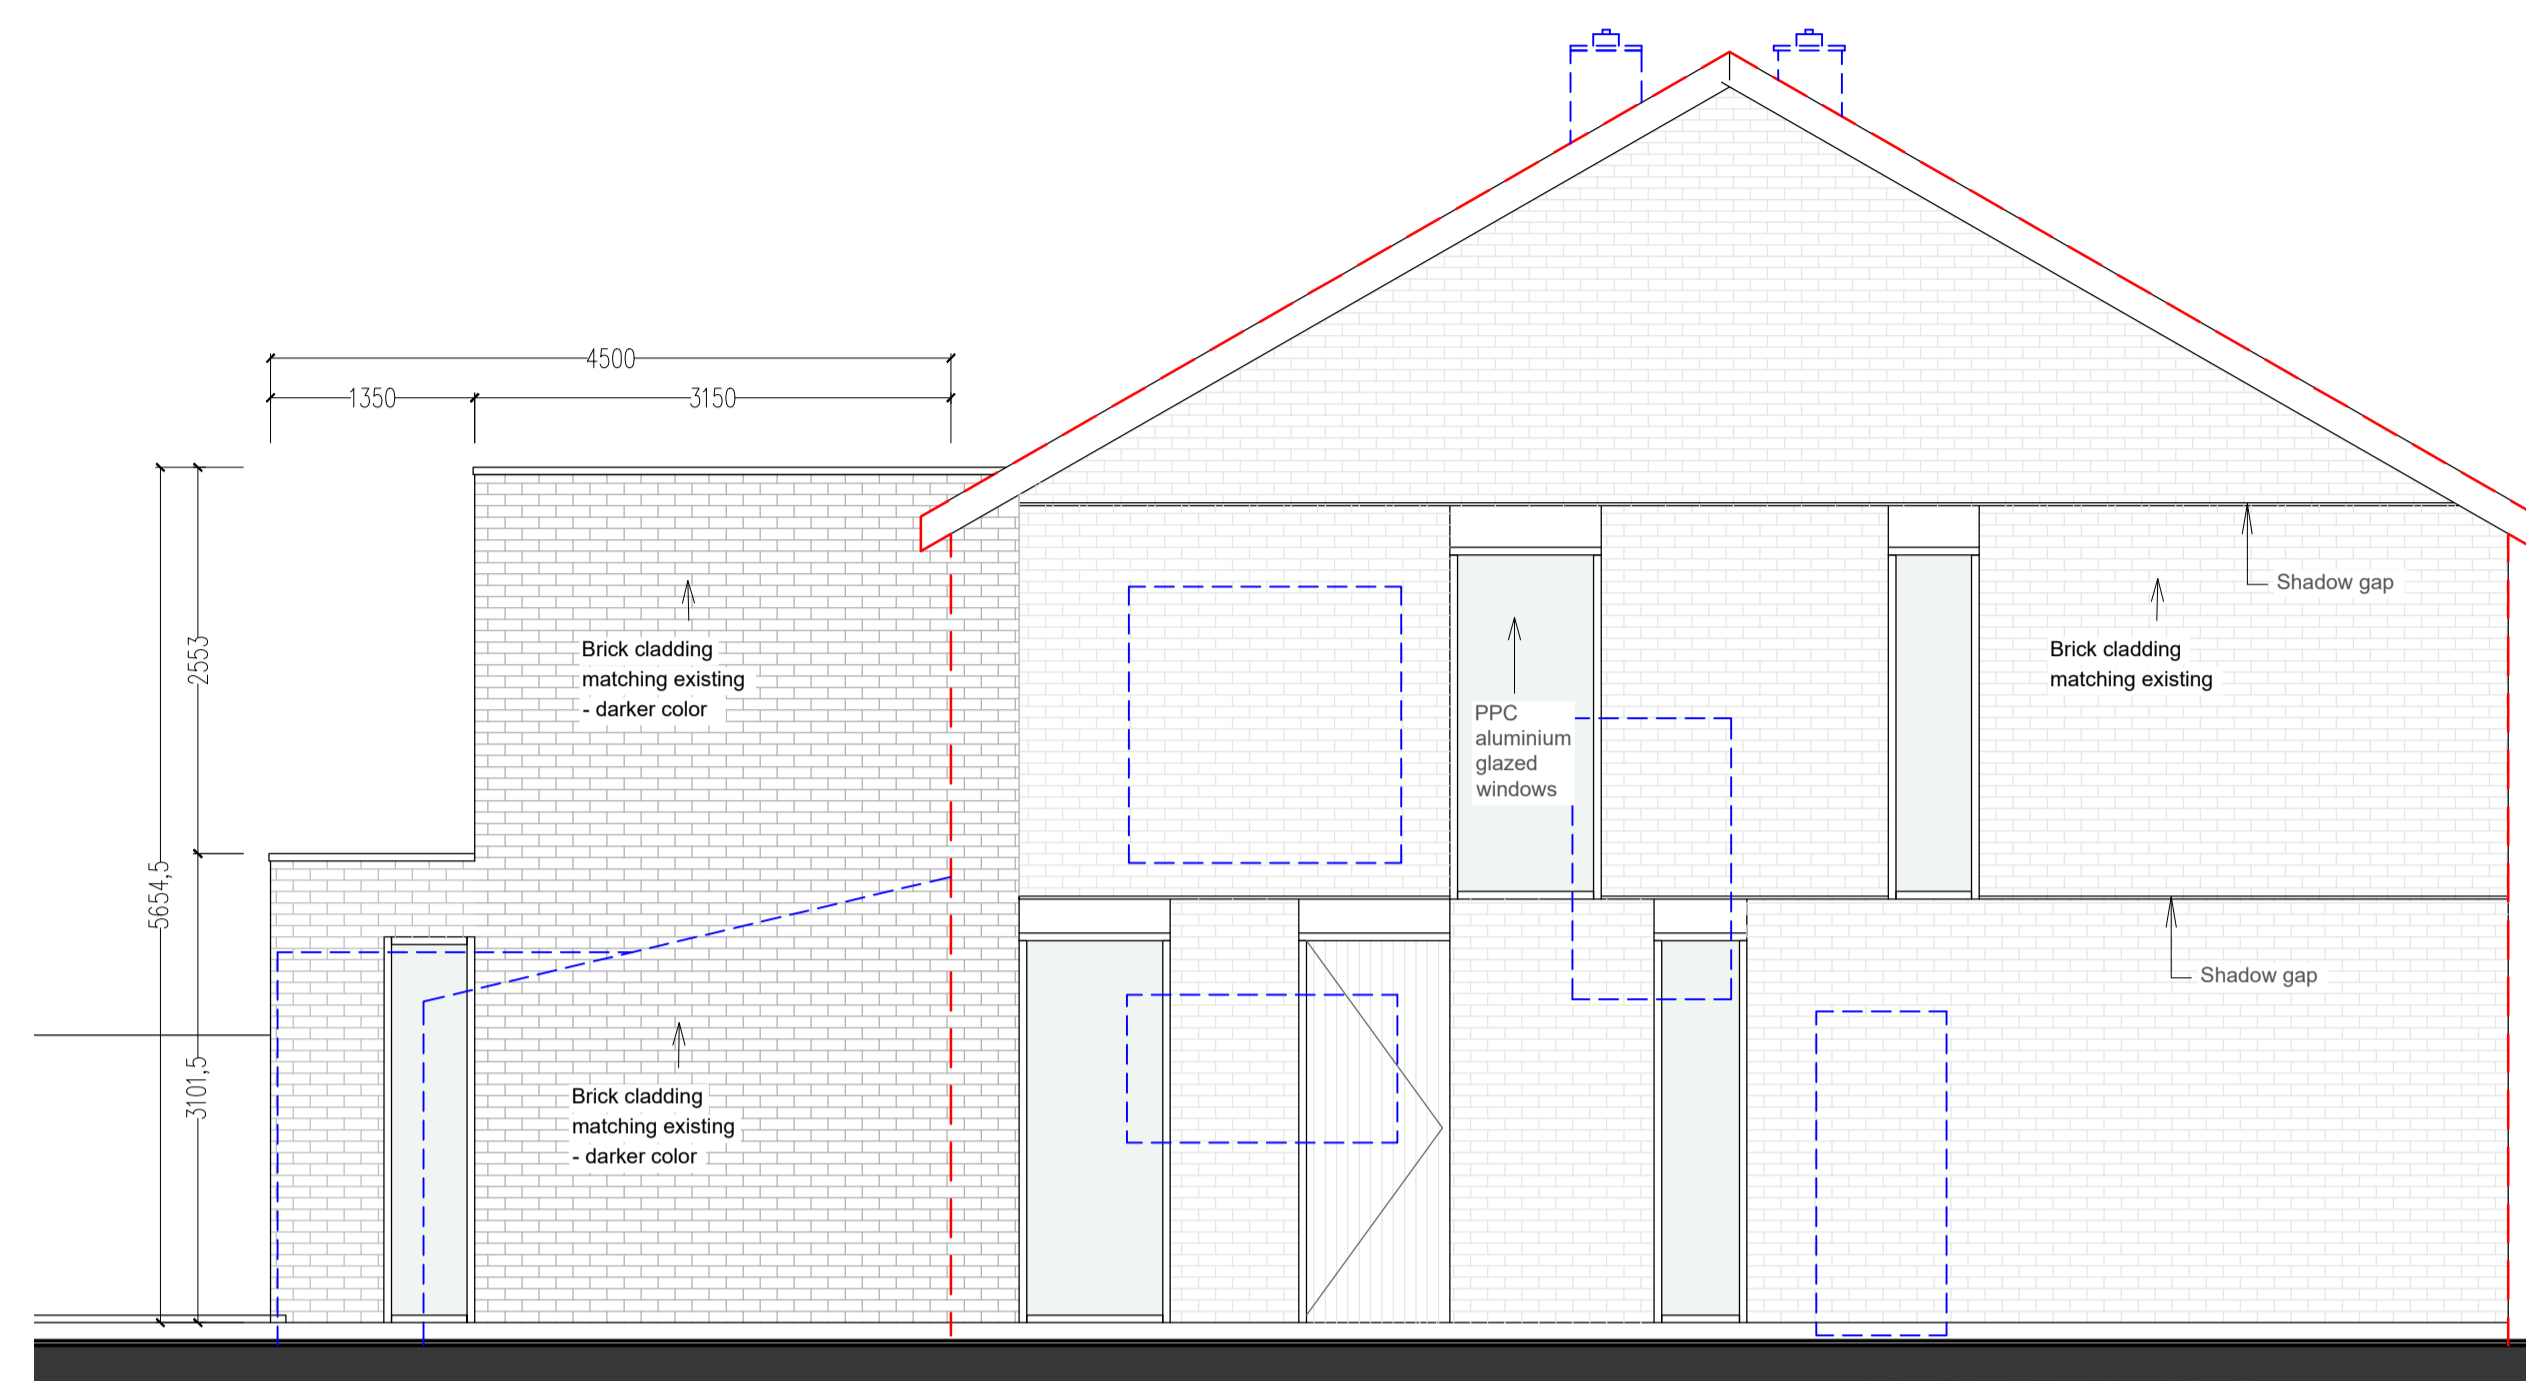 4500
1350
3150
2553
5654,5
3101,5
Brick cladding
matching existing
- darker color
Brick cladding
matching existing
- darker color
PPC
aluminium
glazed
windows
Shadow gap
Brick cladding
matching existing
Shadow gap